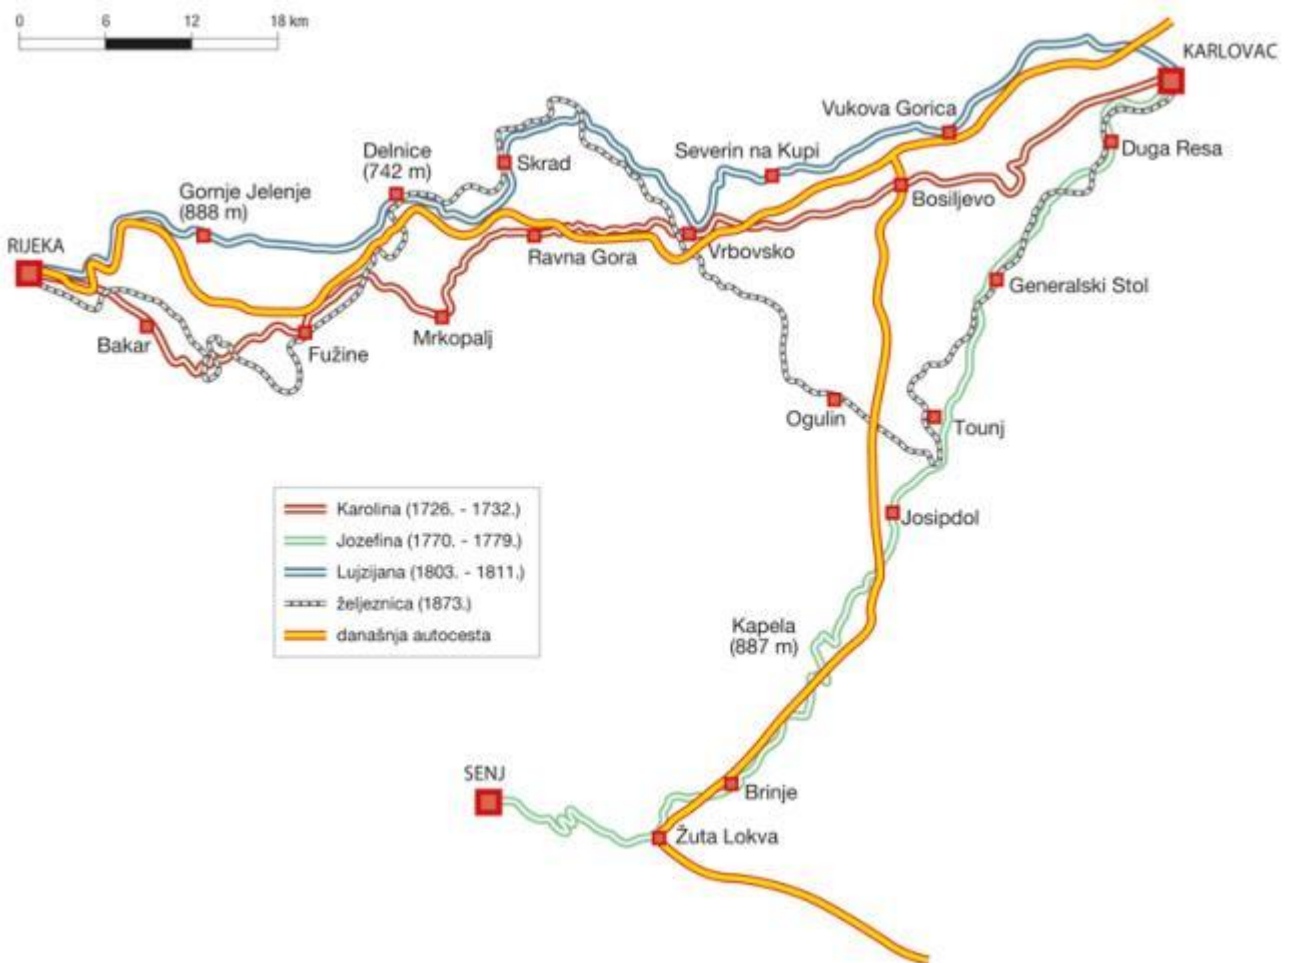 0 6 12 18 km
KARLOVAC
Vukova Gorica
Delnice
(742 m)
Skrad
Severin na Kupi
Duga Resa
Gornje Jelenje
(888 m)
Bosiljevo
RIJEKA
Ravna Gora
Vrbovsko
Generalski Stol
Bakar
Fužine
Mrkopalj
Ogulin
Tounj
Josipdol
Karolina (1726. - 1732.)
Jozefina (1770. - 1779.)
Lujzijana (1803. - 1811.)
željeznica (1873.)
današnja autocesta
Kapela
(887 m)
SENJ
Brinje
Žuta Lokva